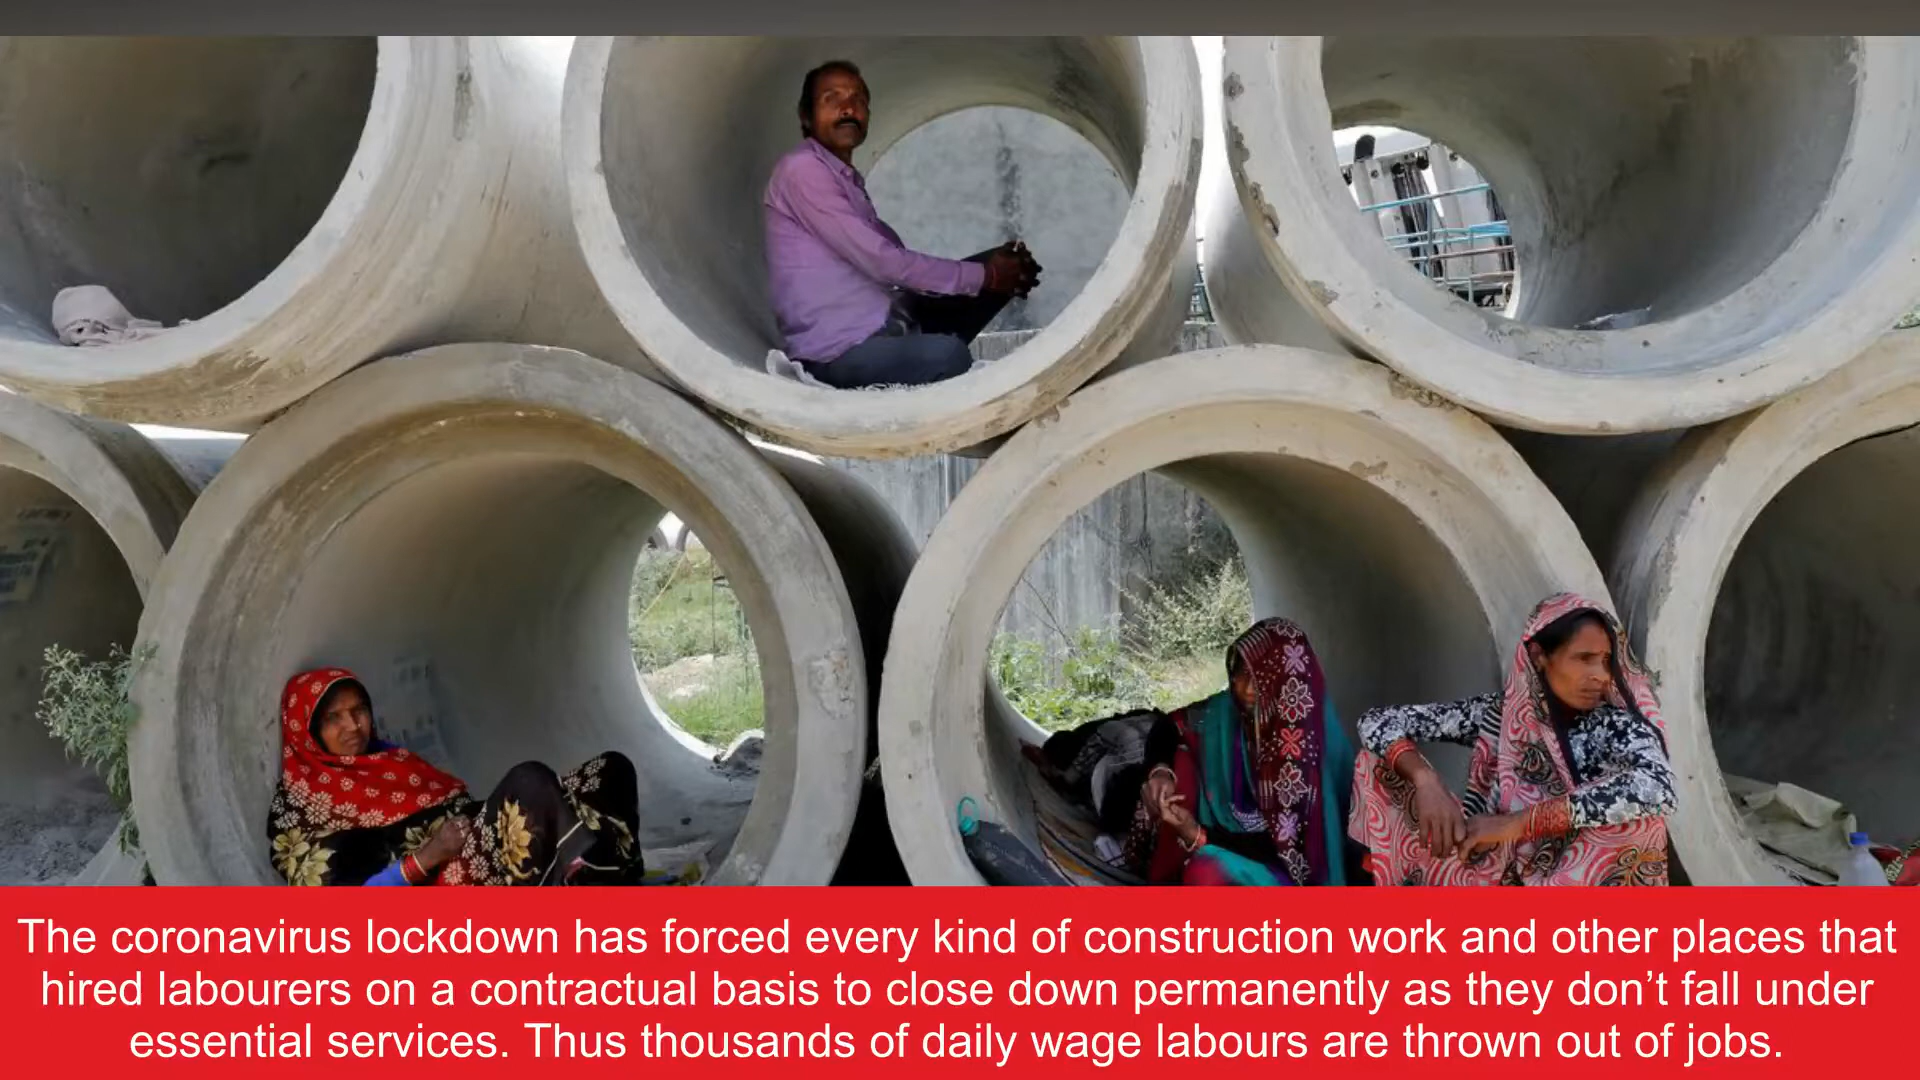 The coronavirus lockdown has forced every kind of construction work and other places that
hired labourers on a contractual basis to close down permanently as they don’t fall under
essential services. Thus thousands of daily wage labours are thrown out of jobs.